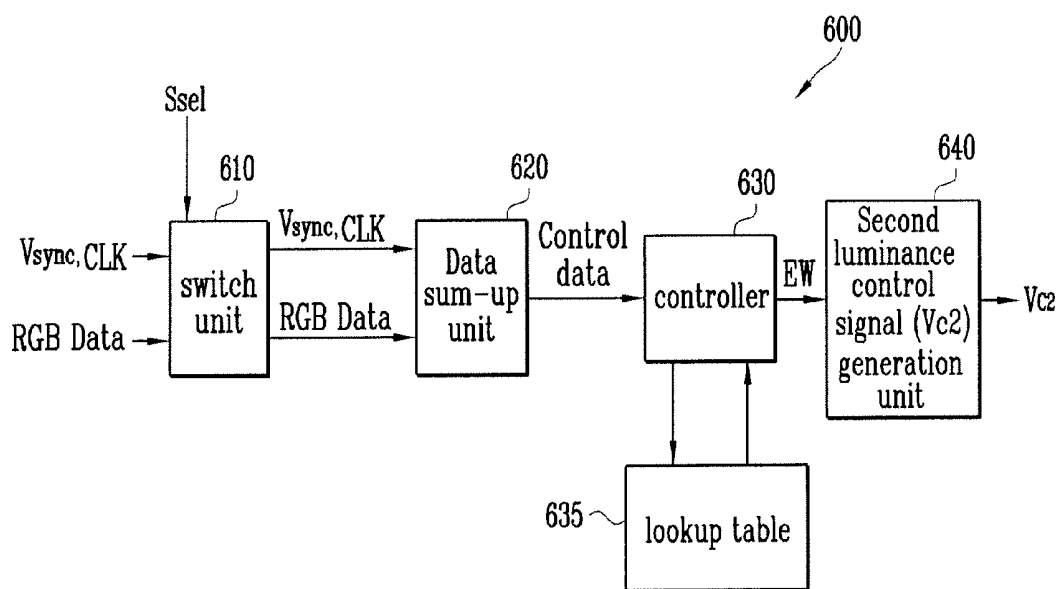 600
Ssel
610
620
630
640
Vsync,CLK
RGB Data
switch
unit
Vsync,CLK
RGB Data
Data
sum-up
unit
Control
data
controller
EW
Second
luminance
control
signal (Vc2)
generation
unit
Vc2
635
lookup table